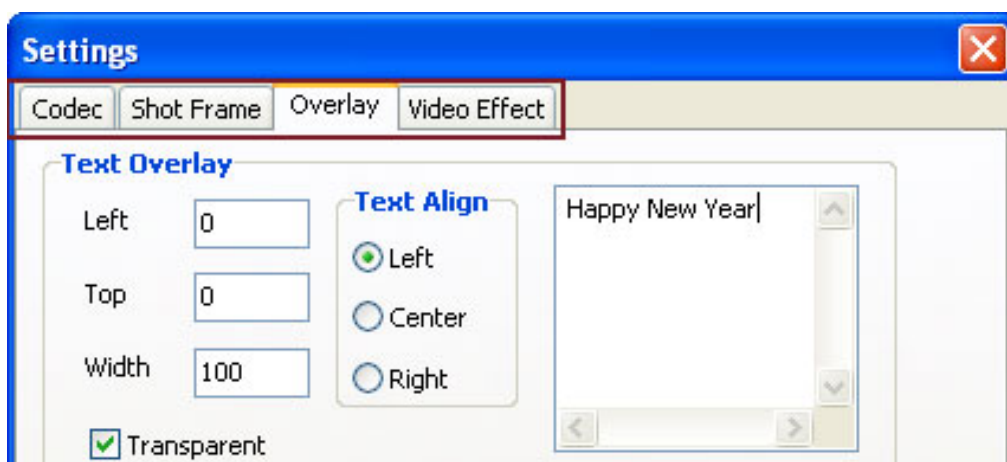 Settings
Codec Shot Frame Overlay Video Effect
Text Overlay
Left 0
Top 0
Width 100
Transparent
Text Align
Left
Center
Right
Happy New Year